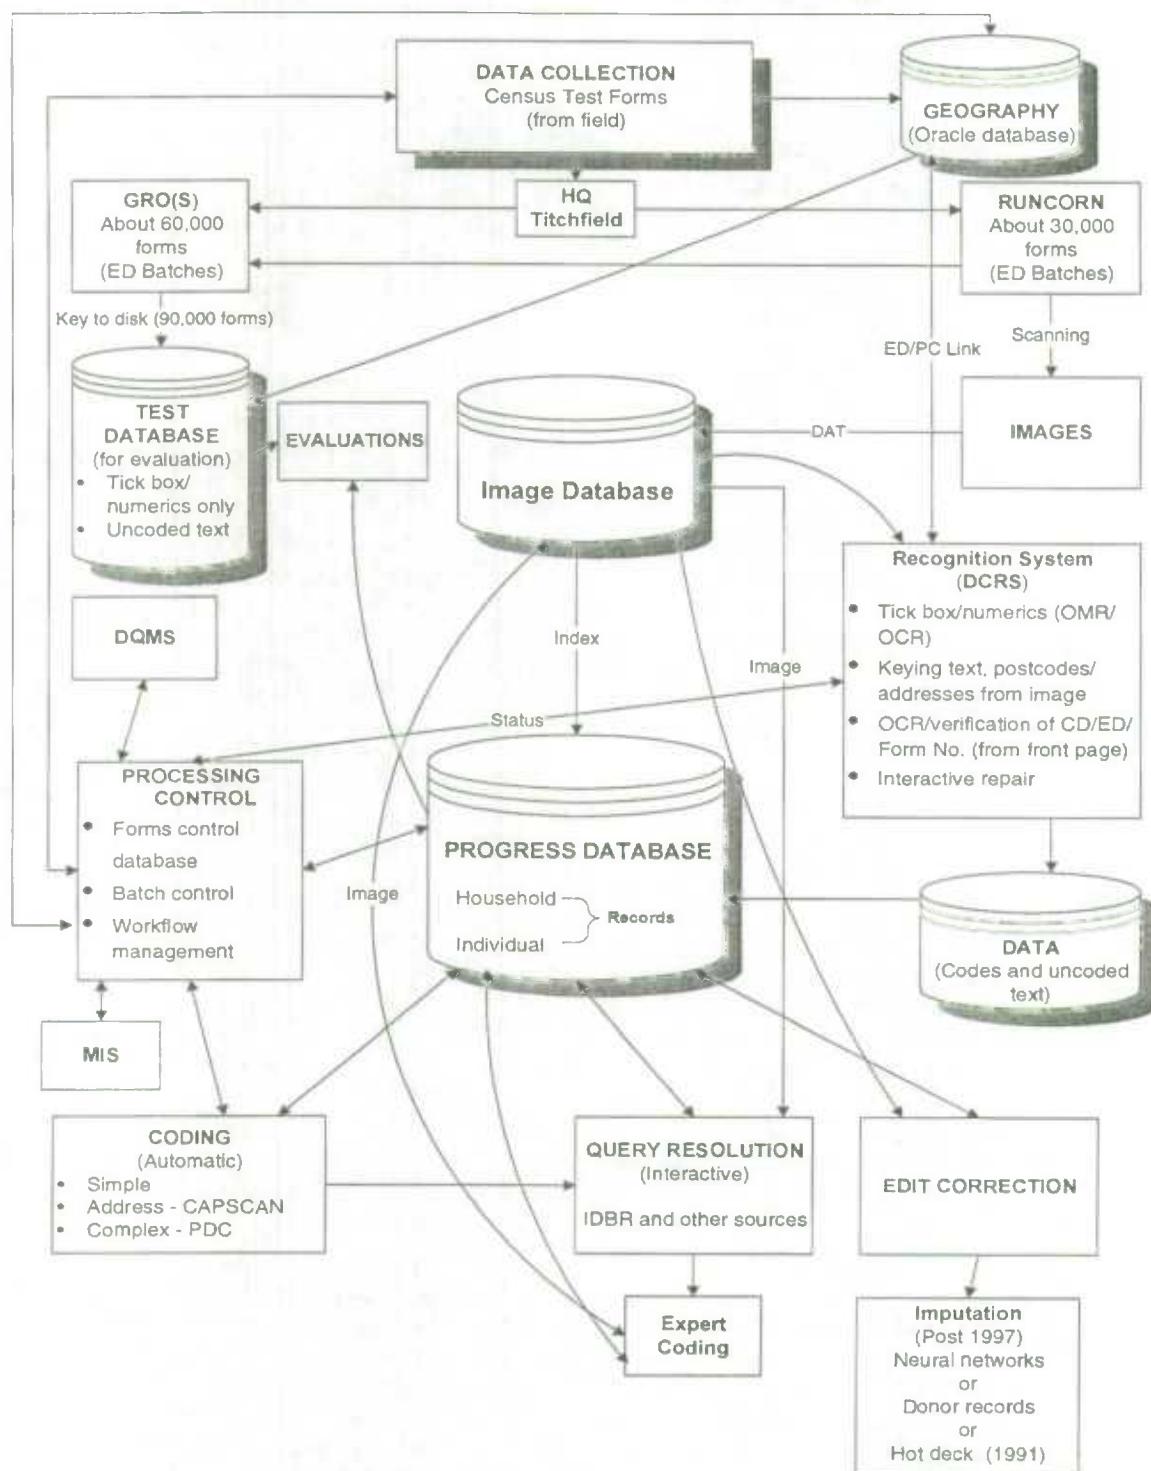 DATA COLLECTION
Census Test Forms
(from field)
GEOGRAPHY
(Oracle database)
HQ
Titchfield
GRO(S)
About 60,000
forms
(ED Batches)
RUNCORN
About 30,000
forms
(ED Batches)
Key to disk (90,000 forms)
Scanning
ED/PC Link
TEST
DATABASE
(for evaluation)
• Tick box/
numerics only
• Uncoded text
EVALUATIONS
Image Database
DAT
IMAGES
Recognition System
(DCRS)
• Tick box/numerics (OMR/
OCR)
• Keying text, postcodes/
addresses from image
• OCR/verification of CD/ED/
Form No. (from front page)
• Interactive repair
DQMS
Index
Image
Status
PROCESSING
CONTROL
• Forms control
database
• Batch control
• Workflow
management
PROGRESS DATABASE
Household
Records
Individual
Image
DATA
(Codes and uncoded
text)
MIS
CODING
(Automatic)
• Simple
• Address - CAPSCAN
• Complex - PDC
QUERY RESOLUTION
(Interactive)
IDBR and other sources
EDIT CORRECTION
Expert
Coding
Imputation
(Post 1997)
Neural networks
or
Donor records
or
Hot deck (1991)